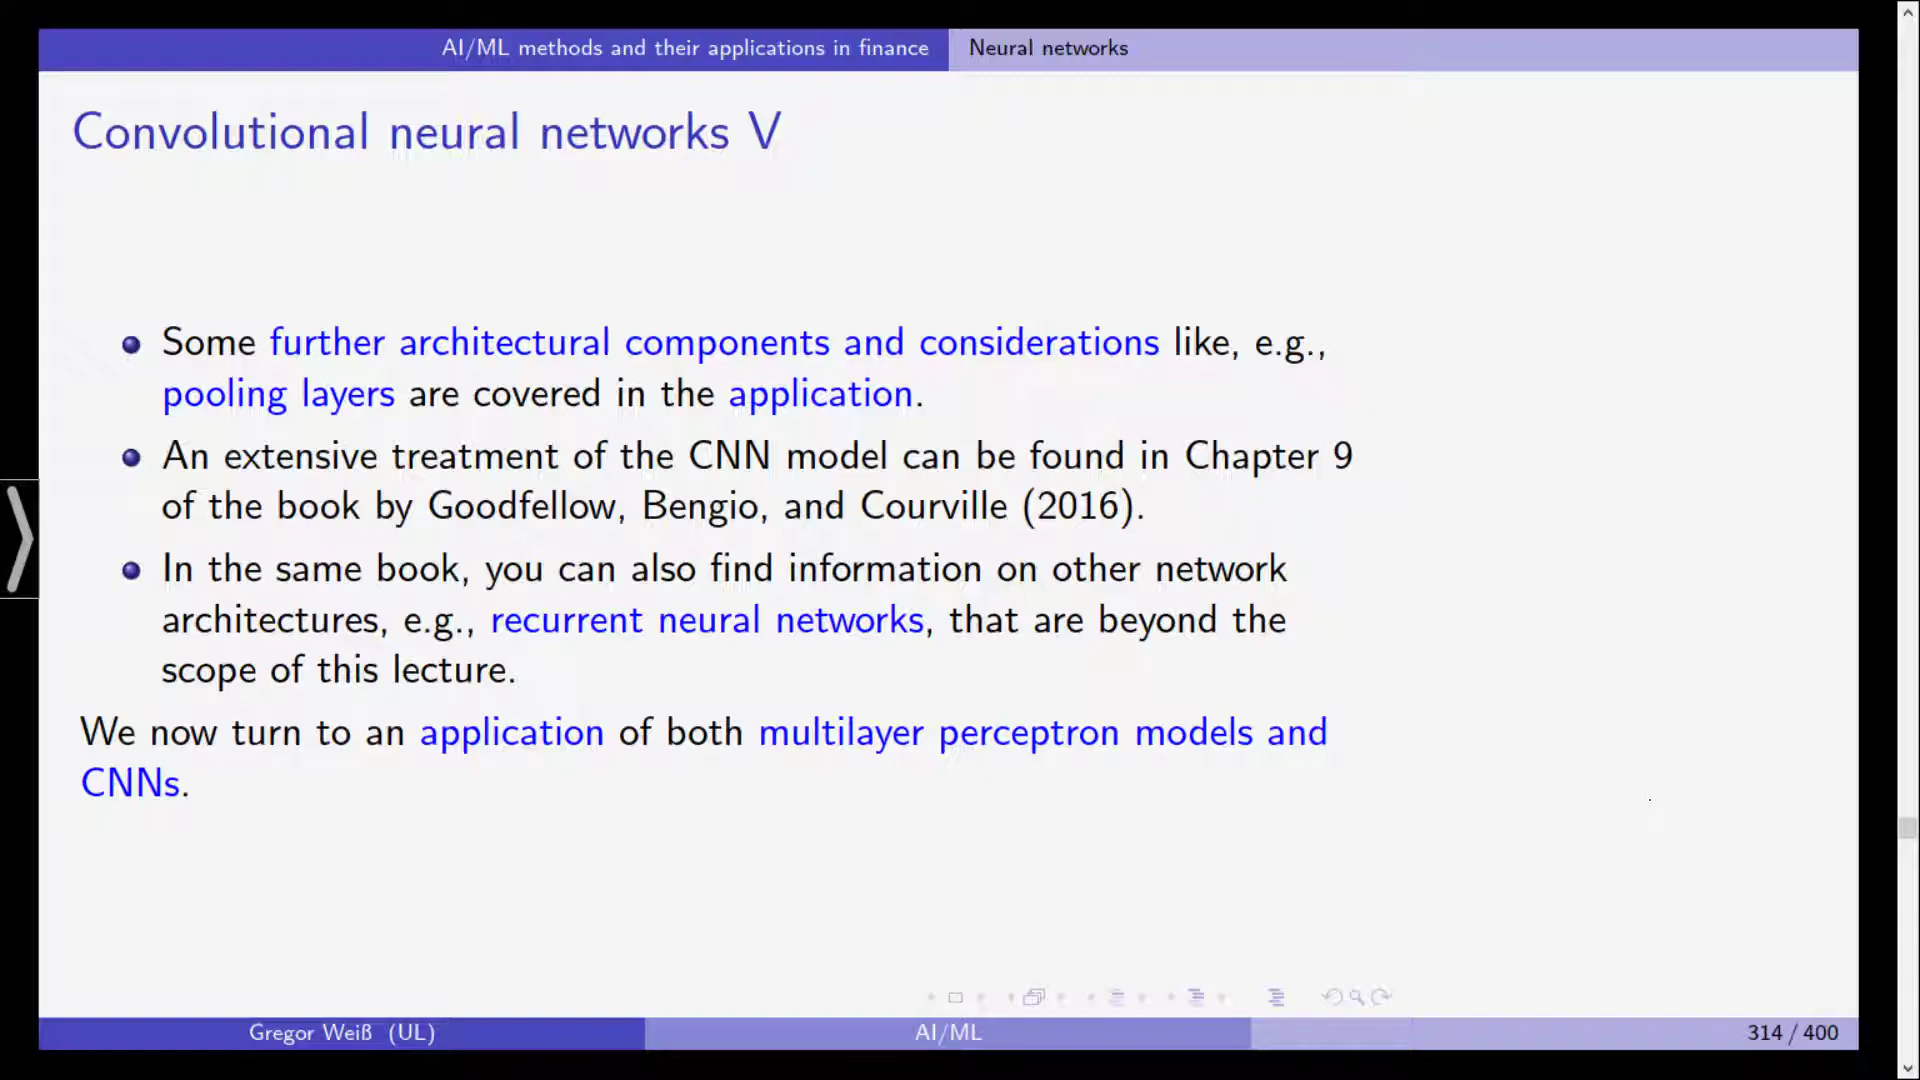 AI/ML methods and their applications in finance
Neural networks
Convolutional neural networks V
Some further architectural components and considerations like, e.g.,
pooling layers are covered in the application.
An extensive treatment of the CNN model can be found in Chapter 9
of the book by Goodfellow, Bengio, and Courville (2016).
In the same book, you can also find information on other network
architectures, e.g., recurrent neural networks, that are beyond the
scope of this lecture.
We now turn to an application of both multilayer perceptron models and
CNNs.
Gregor Weiß (UL)
AI/ML
314 / 400